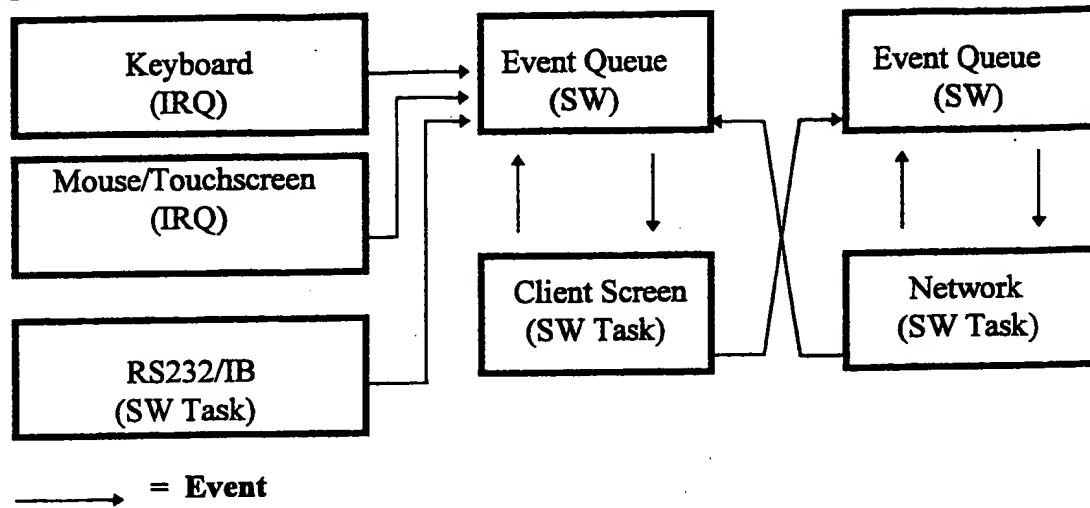 Keyboard
(IRQ)
Mouse/Touchscreen
(IRQ)
RS232/IB
(SW Task)
Event Queue
(SW)
Client Screen
(SW Task)
Event Queue
(SW)
Network
(SW Task)
= Event